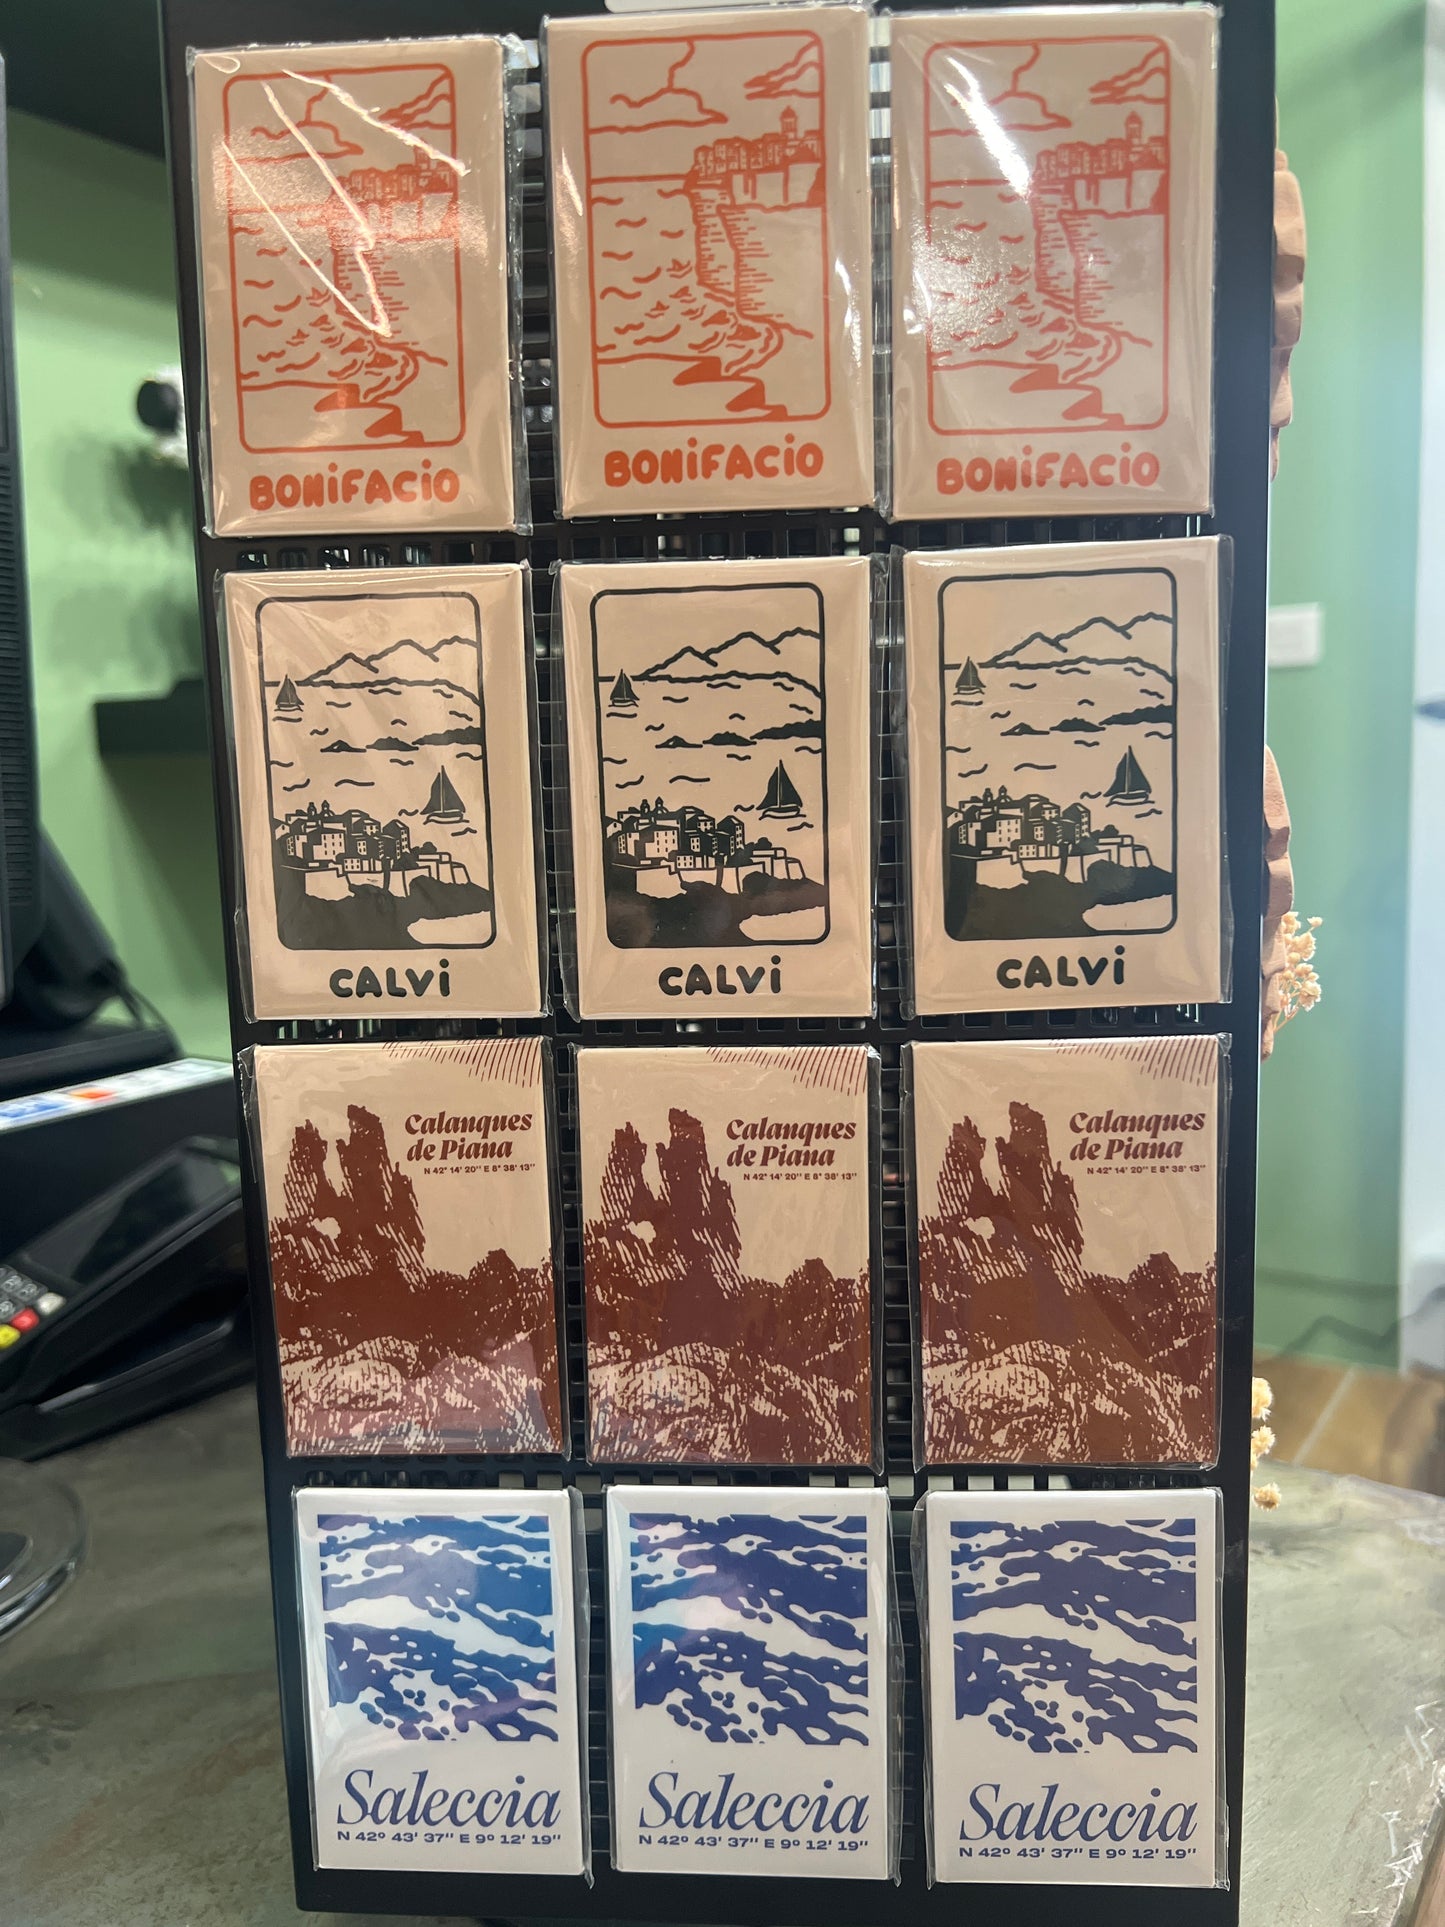 BONiFACiO
BONiFACiO
BONiFACiO
CALVi
CALVi
CALVi
Calanques
de Piana
N 42° 14' 20'' E 8° 38' 13''
Calanques
de Piana
N 42° 14' 20'' E 8° 38' 13''
Calanques
de Piana
N 42° 14' 20'' E 8° 38' 13''
Saleccia
N 42° 43' 37'' E 9° 12' 19''
Saleccia
N 42° 43' 37'' E 9° 12' 19''
Saleccia
N 42° 43' 37'' E 9° 12' 19''